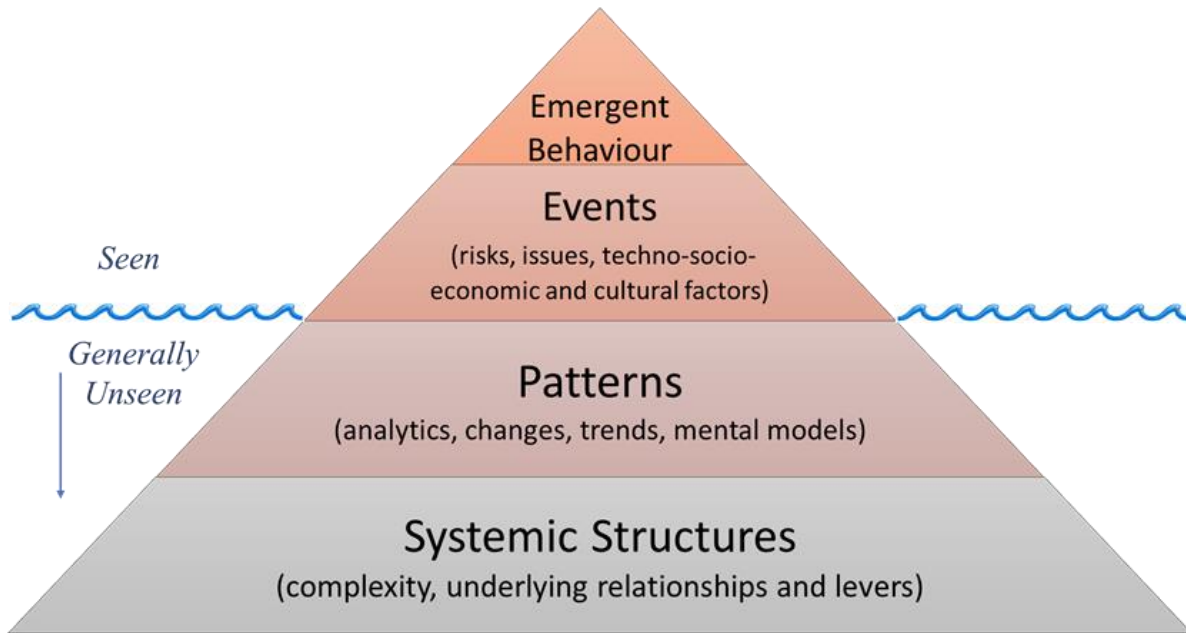 Emergent
Behaviour
Events
(risks, issues, techno-socio-
economic and cultural factors)
Seen
Generally
Unseen
Patterns
(analytics, changes, trends, mental models)
Systemic Structures
(complexity, underlying relationships and levers)